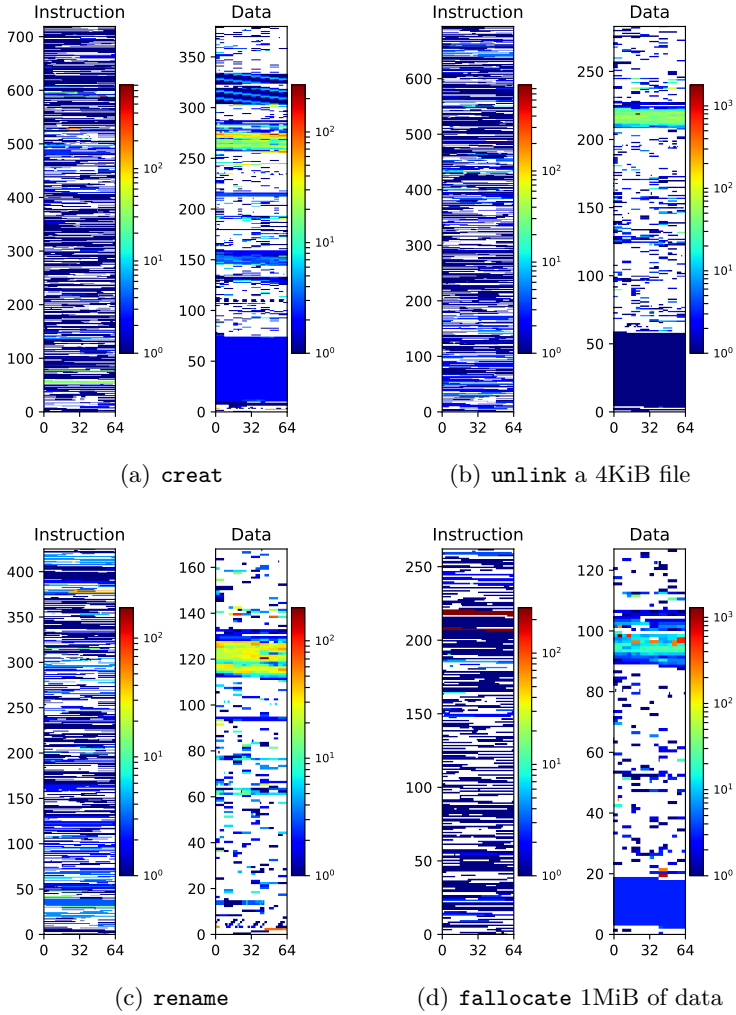 Instruction Data Instruction Data
700 600 500 400 300 200 100 0
350 300 250 200 150 100 50 0
10² 10¹ 10⁰
10² 10¹ 10⁰
600 500 400 300 200 100 0
250 200 150 100 50 0
10² 10¹ 10⁰
10³ 10² 10¹ 10⁰
0 32 64 0 32 64 0 32 64 0 32 64
(a) creat (b) unlink a 4KiB file
Instruction Data Instruction Data
400 350 300 250 200 150 100 50 0
160 140 120 100 80 60 40 20 0
10² 10¹ 10⁰
10² 10¹ 10⁰
250 200 150 100 50 0
120 100 80 60 40 20 0
10² 10¹ 10⁰
10³ 10² 10¹ 10⁰
0 32 64 0 32 64 0 32 64 0 32 64
(c) rename (d) fallocate 1MiB of data